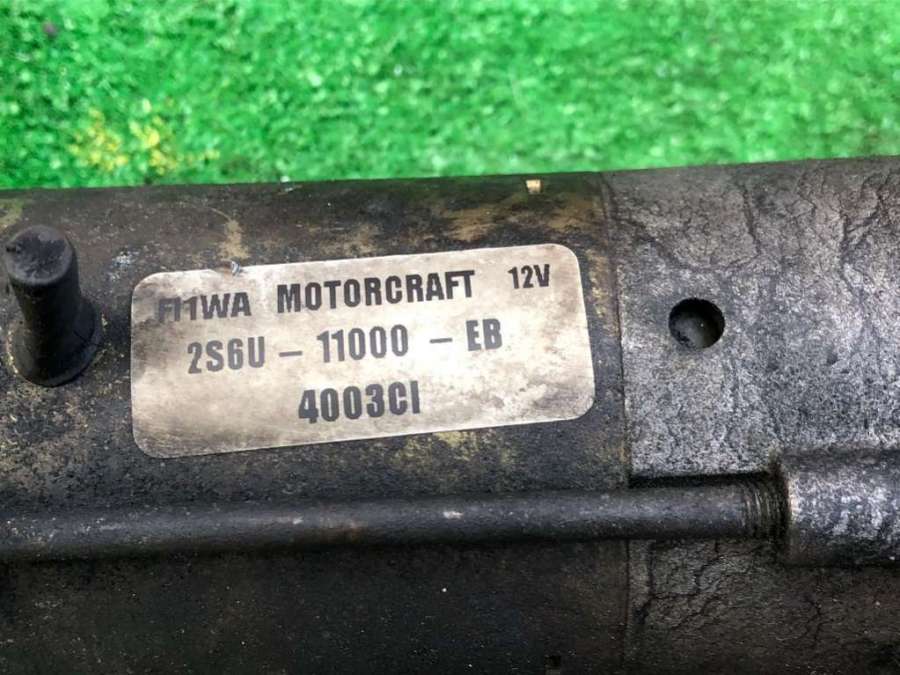 FI1WA MOTORCRAFT 12V
2S6U - 11000 - EB
4003CI